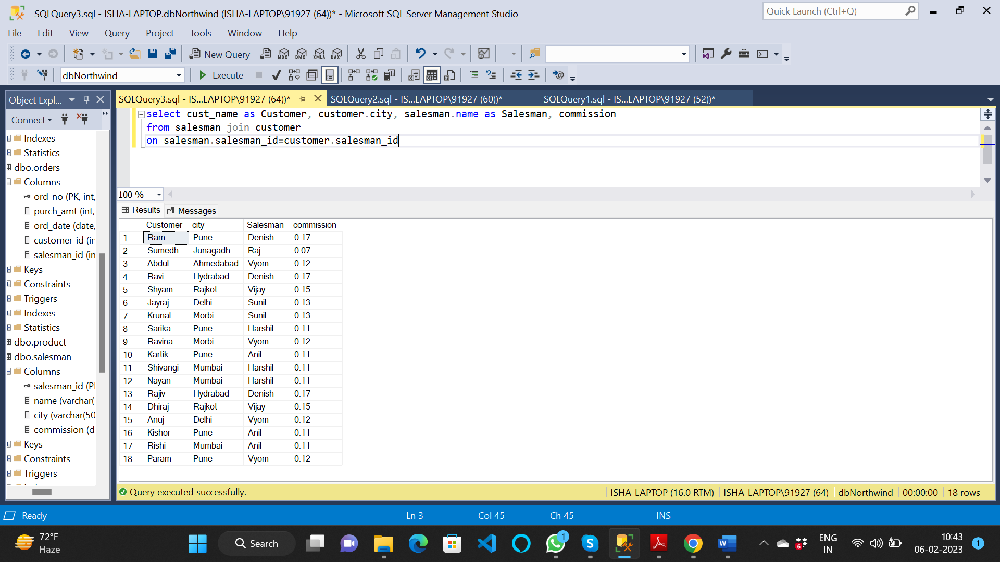 SQLQuery3.sql - ISHA-LAPTOP.dbNorthwind (ISHA-LAPTOP\91927 (64))* - Microsoft SQL Server Management Studio
Quick Launch (Ctrl+Q)
File Edit View Query Project Tools Window Help
New Query MDX DMX XMLA DAX
dbNorthwind Execute
Object Expl...
SQLQuery3.sql - IS...LAPTOP\91927 (64))* SQLQuery2.sql - IS...LAPTOP\91927 (60))* SQLQuery1.sql - IS...LAPTOP\91927 (52))*
Connect
Indexes
Statistics
dbo.orders
Columns
ord_no (PK, int,
purch_amt (int,
ord_date (date,
customer_id (in
salesman_id (in
Keys
Constraints
Triggers
Indexes
Statistics
dbo.product
dbo.salesman
Columns
salesman_id (PI
name (varchar(
city (varchar(50
commission (d
Keys
Constraints
Triggers
select cust_name as Customer, customer.city, salesman.name as Salesman, commission
from salesman join customer
on salesman.salesman_id=customer.salesman_id
100 %
Results Messages
Customer city Salesman commission
1 Ram Pune Denish 0.17
2 Sumedh Junagadh Raj 0.07
3 Abdul Ahmedabad Vyom 0.12
4 Ravi Hydrabad Denish 0.17
5 Shyam Rajkot Vijay 0.15
6 Jayraj Delhi Sunil 0.13
7 Krunal Morbi Sunil 0.13
8 Sarika Pune Harshil 0.11
9 Ravina Morbi Vyom 0.12
10 Kartik Pune Anil 0.11
11 Shivangi Mumbai Harshil 0.11
12 Nayan Mumbai Harshil 0.11
13 Rajiv Hydrabad Denish 0.17
14 Dhiraj Rajkot Vijay 0.15
15 Anuj Delhi Vyom 0.12
16 Kishor Pune Anil 0.11
17 Rishi Mumbai Anil 0.11
18 Param Pune Vyom 0.12
Query executed successfully. ISHA-LAPTOP (16.0 RTM) ISHA-LAPTOP\91927 (64) dbNorthwind 00:00:00 18 rows
Ready Ln 3 Col 45 Ch 45 INS
72°F
Haze
Search
1
6
ENG
IN
10:43
06-02-2023
1